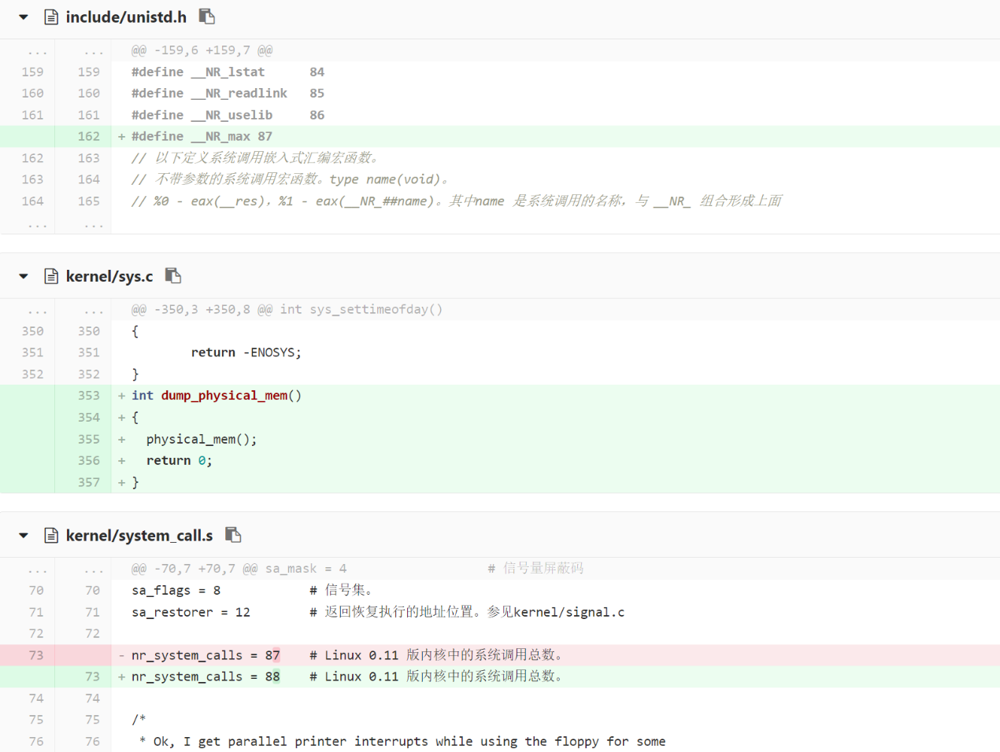 include/unistd.h
... ... @@ -159,6 +159,7 @@
159 159 #define __NR_lstat 84
160 160 #define __NR_readlink 85
161 161 #define __NR_uselib 86
162 + #define __NR_max 87
162 163 // 以下定义系统调用嵌入式汇编宏函数。
163 164 // 不带参数的系统调用宏函数。type name(void)。
164 165 // %0 - eax(__res)，%1 - eax(__NR_##name)。其中name 是系统调用的名称，与 __NR_ 组合形成上面
... ...
kernel/sys.c
... ... @@ -350,3 +350,8 @@ int sys_settimeofday()
350 350 {
351 351 return -ENOSYS;
352 352 }
353 + int dump_physical_mem()
354 + {
355 + physical_mem();
356 + return 0;
357 + }
kernel/system_call.s
... ... @@ -70,7 +70,7 @@ sa_mask = 4 # 信号量屏蔽码
70 70 sa_flags = 8 # 信号集。
71 71 sa_restorer = 12 # 返回恢复执行的地址位置。参见kernel/signal.c
72 72
73 - nr_system_calls = 87 # Linux 0.11 版内核中的系统调用总数。
73 + nr_system_calls = 88 # Linux 0.11 版内核中的系统调用总数。
74 74
75 75 /*
76 76 * Ok, I get parallel printer interrupts while using the floppy for some